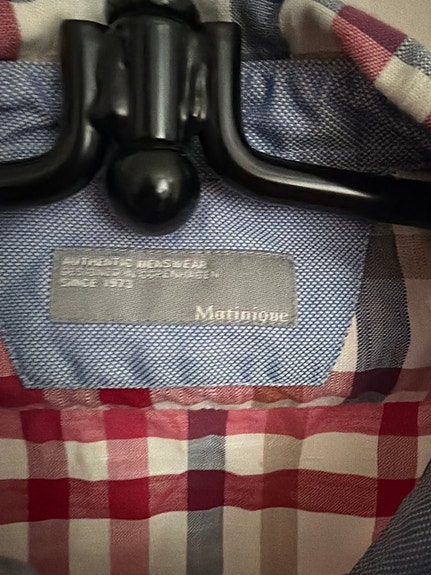 AUTHENTIC MENSWEAR
DESIGNED IN COPENHAGEN
SINCE 1973
Matinique